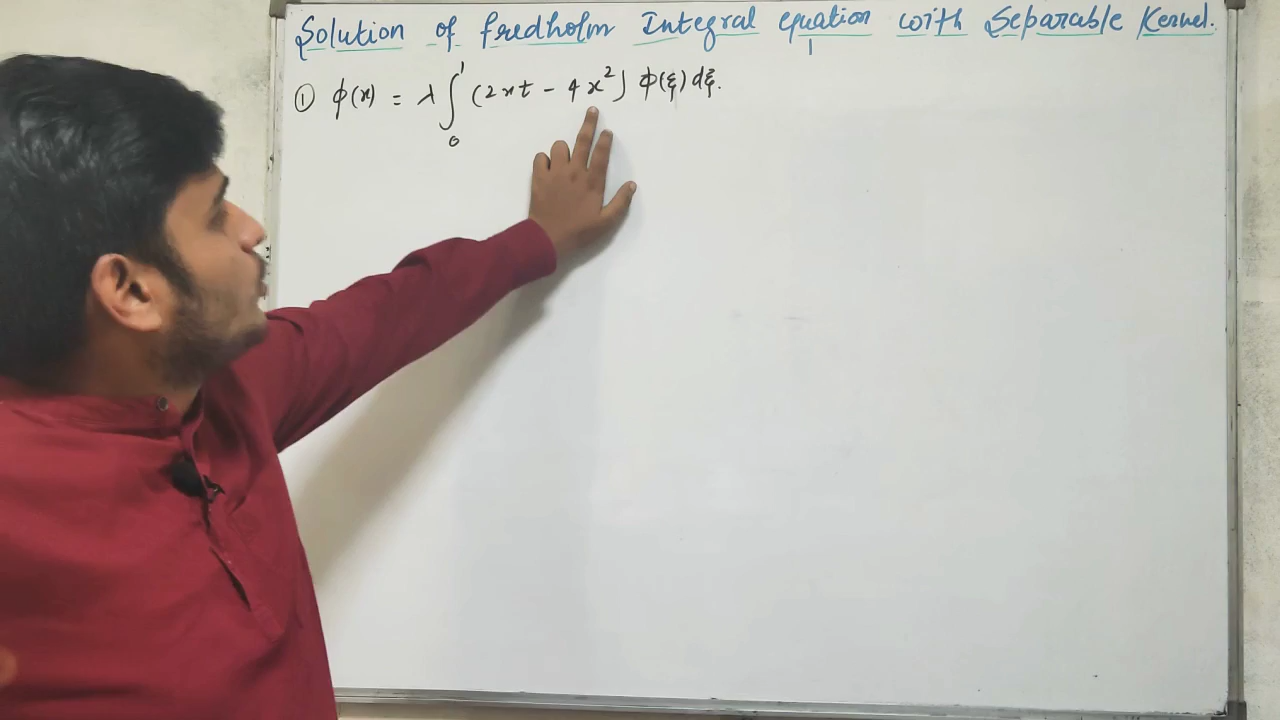 Solution of fredholm Integral equation with Separable Kernel.
① ϕ(x) = λ ∫₀¹ (2xt - 4x²) ϕ(ξ) dξ.